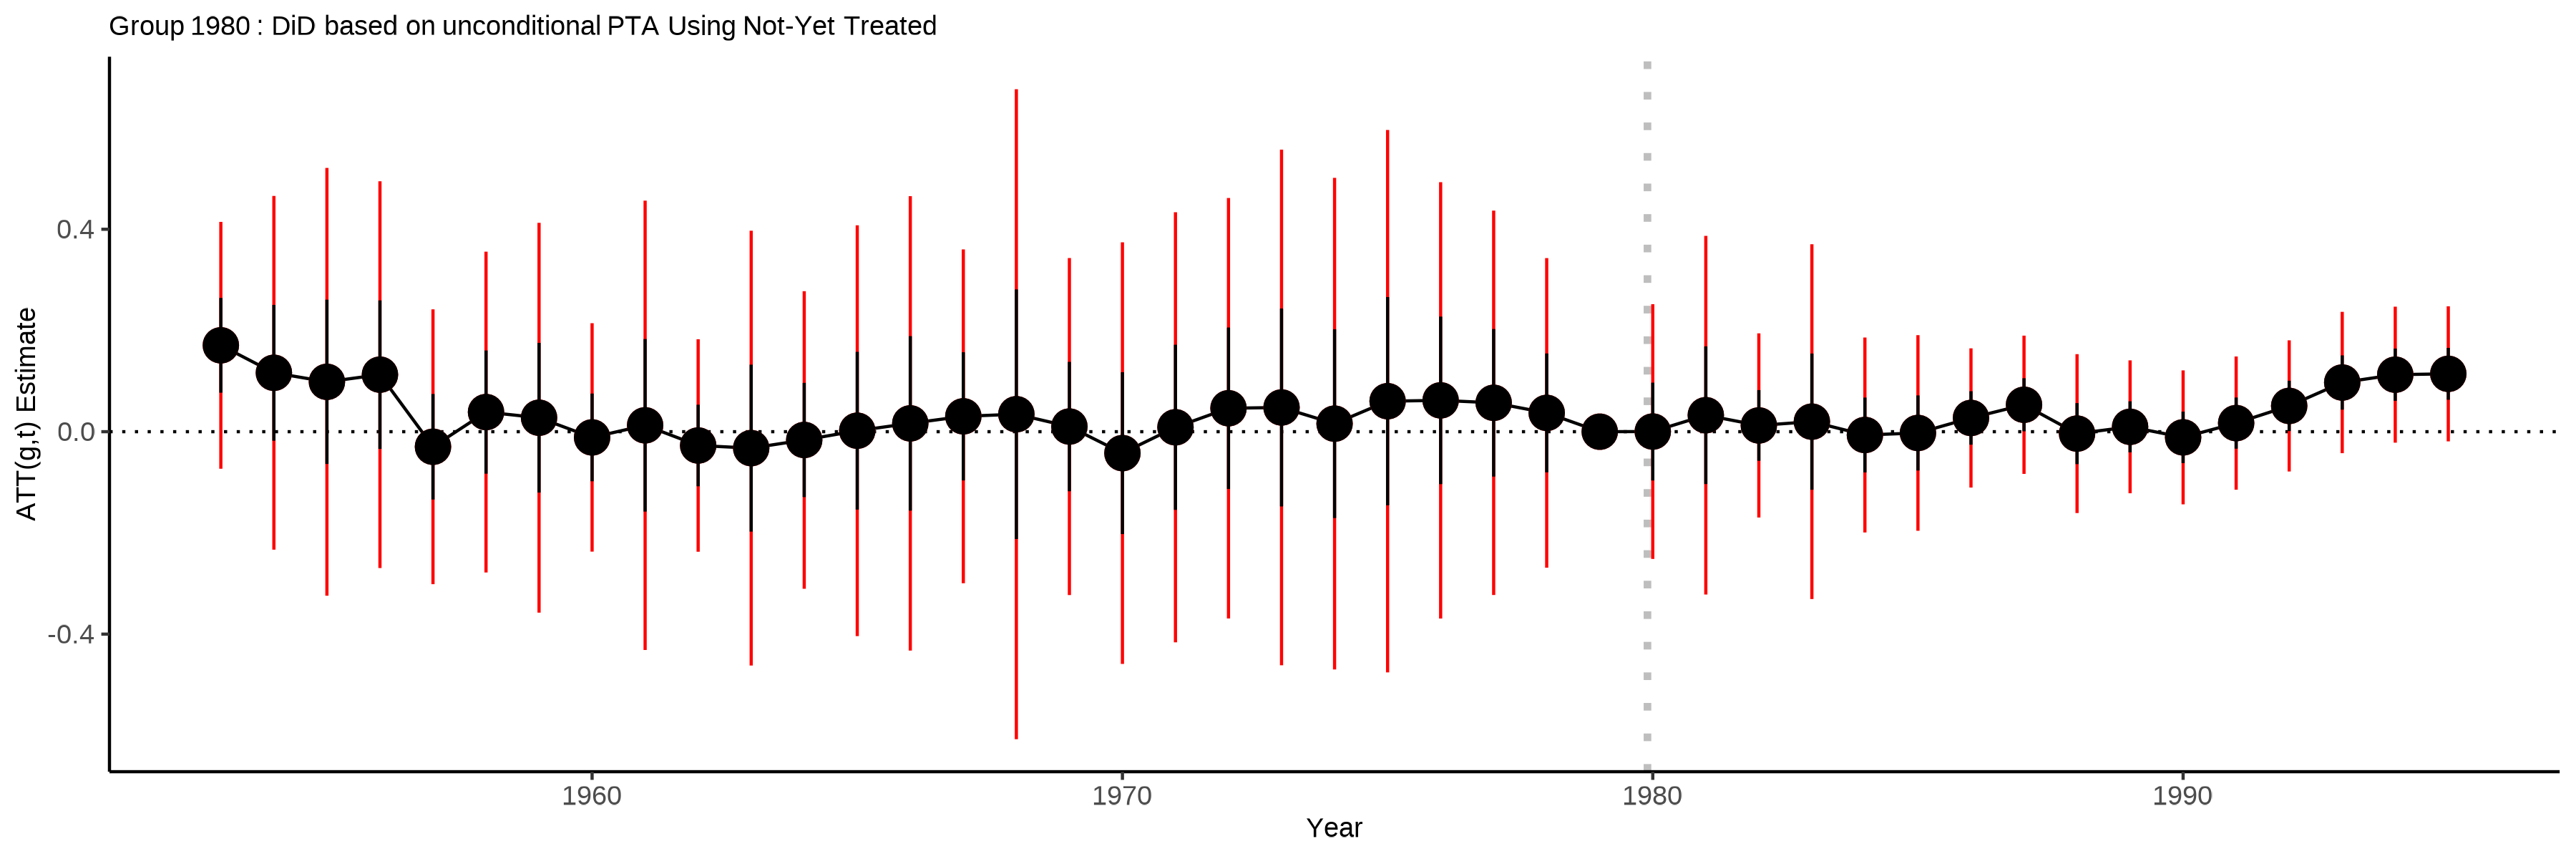 Group 1980 : DiD based on unconditional PTA Using Not-Yet Treated
ATT(g,t) Estimate
0.4
0.0
-0.4
1960 1970 1980 1990
Year